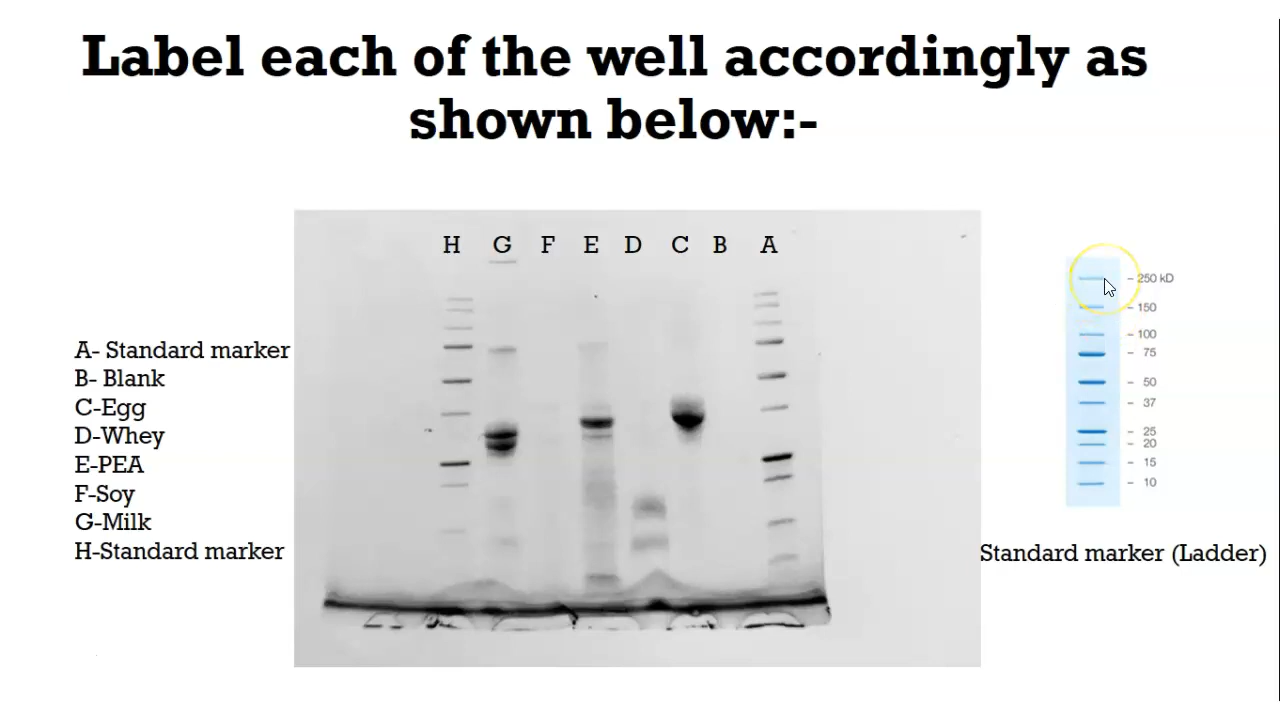 Label each of the well accordingly as
shown below:-
H G F E D C B A
A- Standard marker
B- Blank
C-Egg
D-Whey
E-PEA
F-Soy
G-Milk
H-Standard marker
250 kD
150
100
75
50
37
25
20
15
10
Standard marker (Ladder)